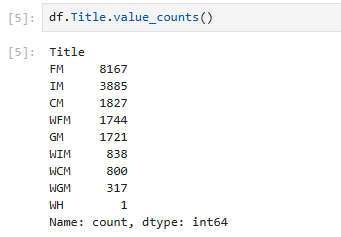 [5]: df.Title.value_counts()
[5]: Title
FM 8167
IM 3885
CM 1827
WFM 1744
GM 1721
WIM 838
WCM 800
WGM 317
WH 1
Name: count, dtype: int64